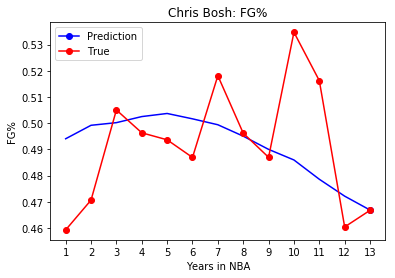 Chris Bosh: FG%
Prediction
True
FG%
0.53
0.52
0.51
0.50
0.49
0.48
0.47
0.46
1 2 3 4 5 6 7 8 9 10 11 12 13
Years in NBA